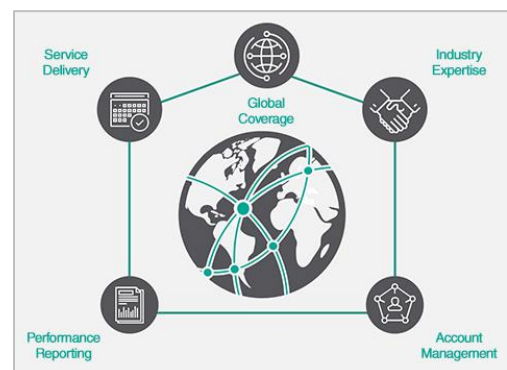 Service
Delivery
Industry
Expertise
Global
Coverage
Performance
Reporting
Account
Management